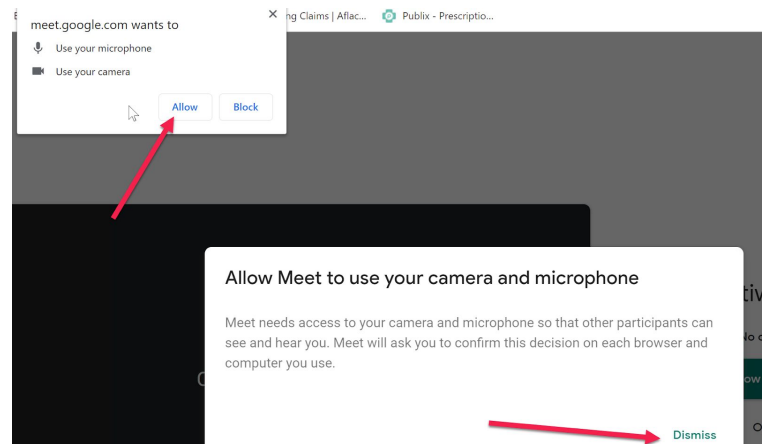 meet.google.com wants to
ng Claims | Aflac...
Publix - Prescriptio...
Use your microphone
Use your camera
Allow
Block
Allow Meet to use your camera and microphone
Meet needs access to your camera and microphone so that other participants can
see and hear you. Meet will ask you to confirm this decision on each browser and
computer you use.
Dismiss